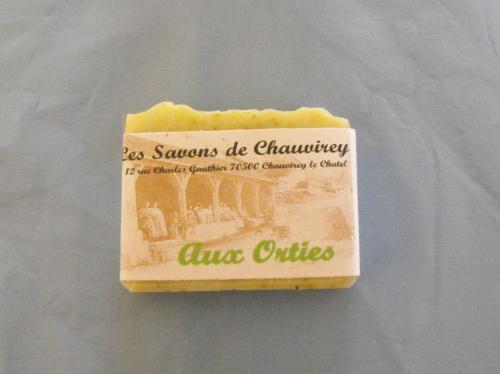 Les Savons de Chauvirey
12 rue Charles Gauthier 70500 Chauvirey le Chatel
Aux Orties